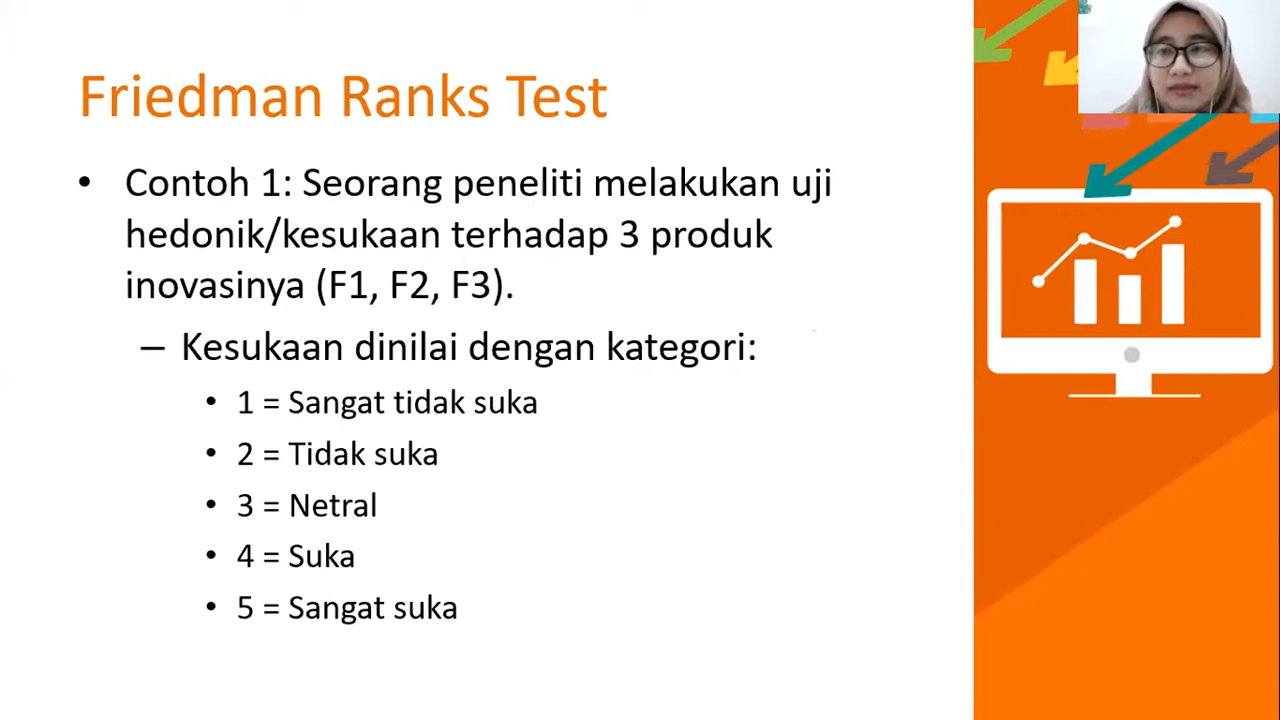 Friedman Ranks Test
• Contoh 1: Seorang peneliti melakukan uji
hedonik/kesukaan terhadap 3 produk
inovasinya (F1, F2, F3).
– Kesukaan dinilai dengan kategori:
• 1 = Sangat tidak suka
• 2 = Tidak suka
• 3 = Netral
• 4 = Suka
• 5 = Sangat suka